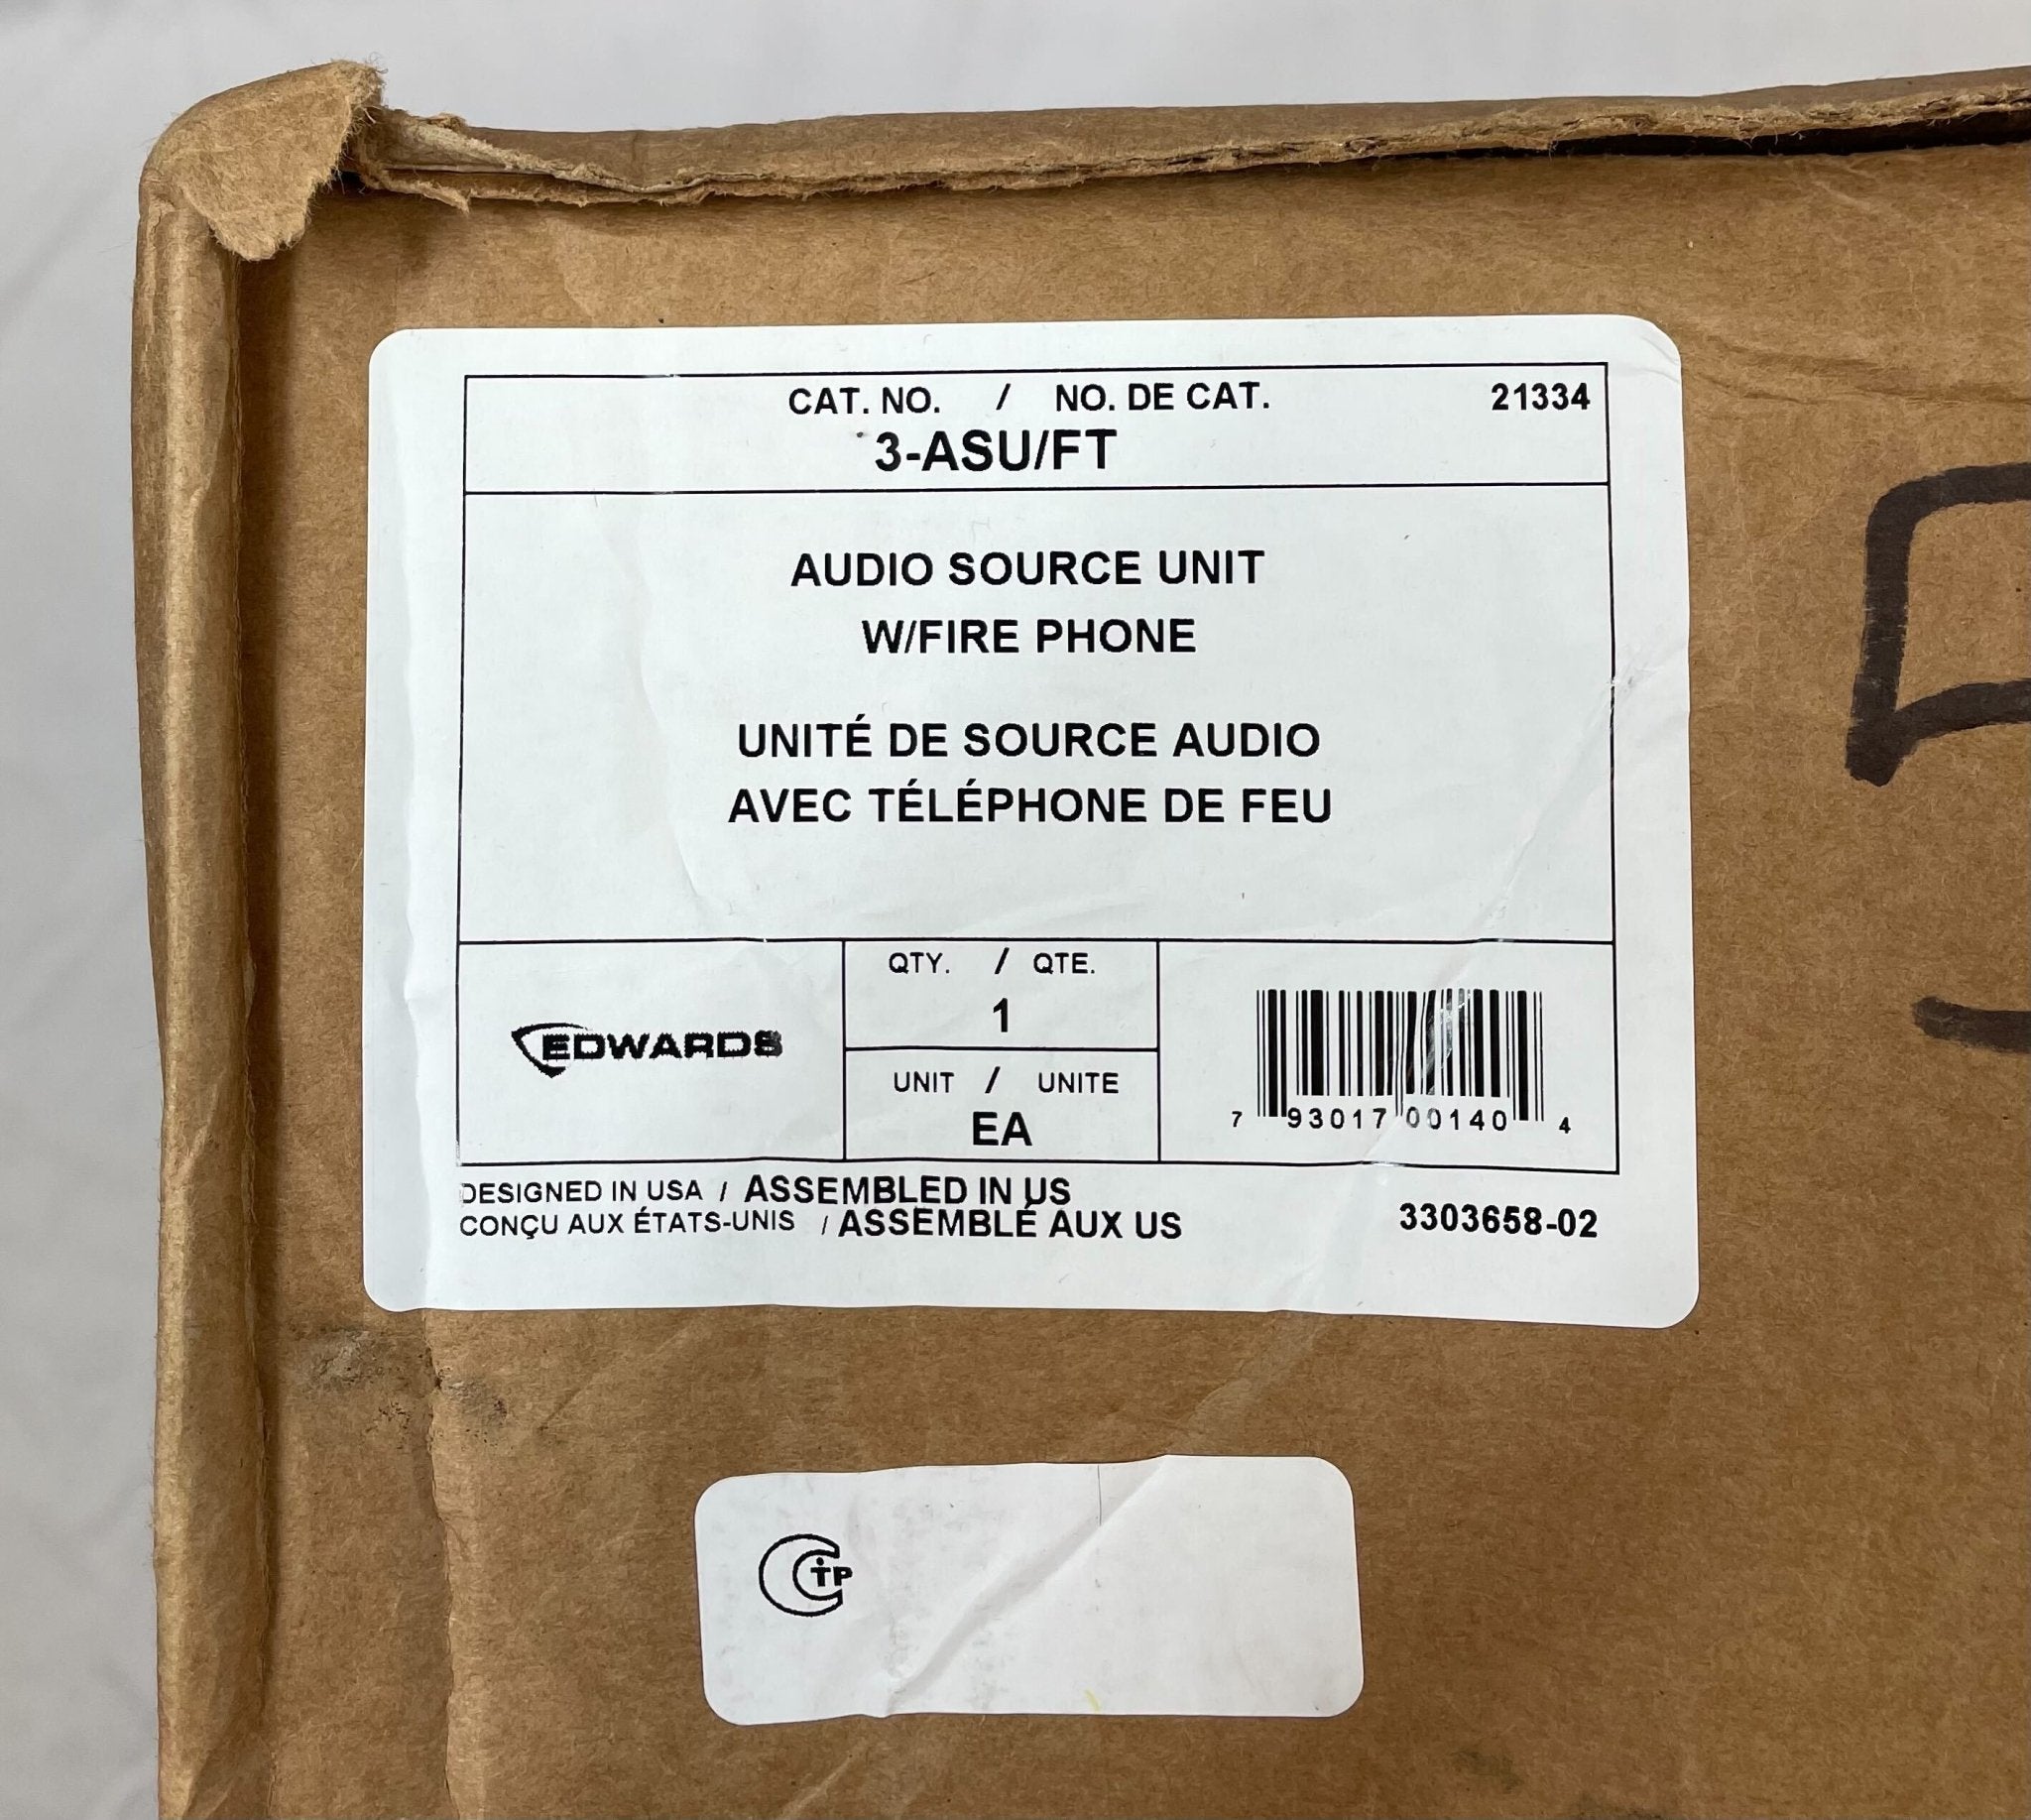 CAT. NO. / NO. DE CAT. 21334
3-ASU/FT
AUDIO SOURCE UNIT
W/FIRE PHONE
UNITÉ DE SOURCE AUDIO
AVEC TÉLÉPHONE DE FEU
EDWARDS
QTY. / QTE.
1
UNIT / UNITE
EA
7 93017 00140 4
DESIGNED IN USA / ASSEMBLED IN US
CONÇU AUX ÉTATS-UNIS / ASSEMBLÉ AUX US
3303658-02